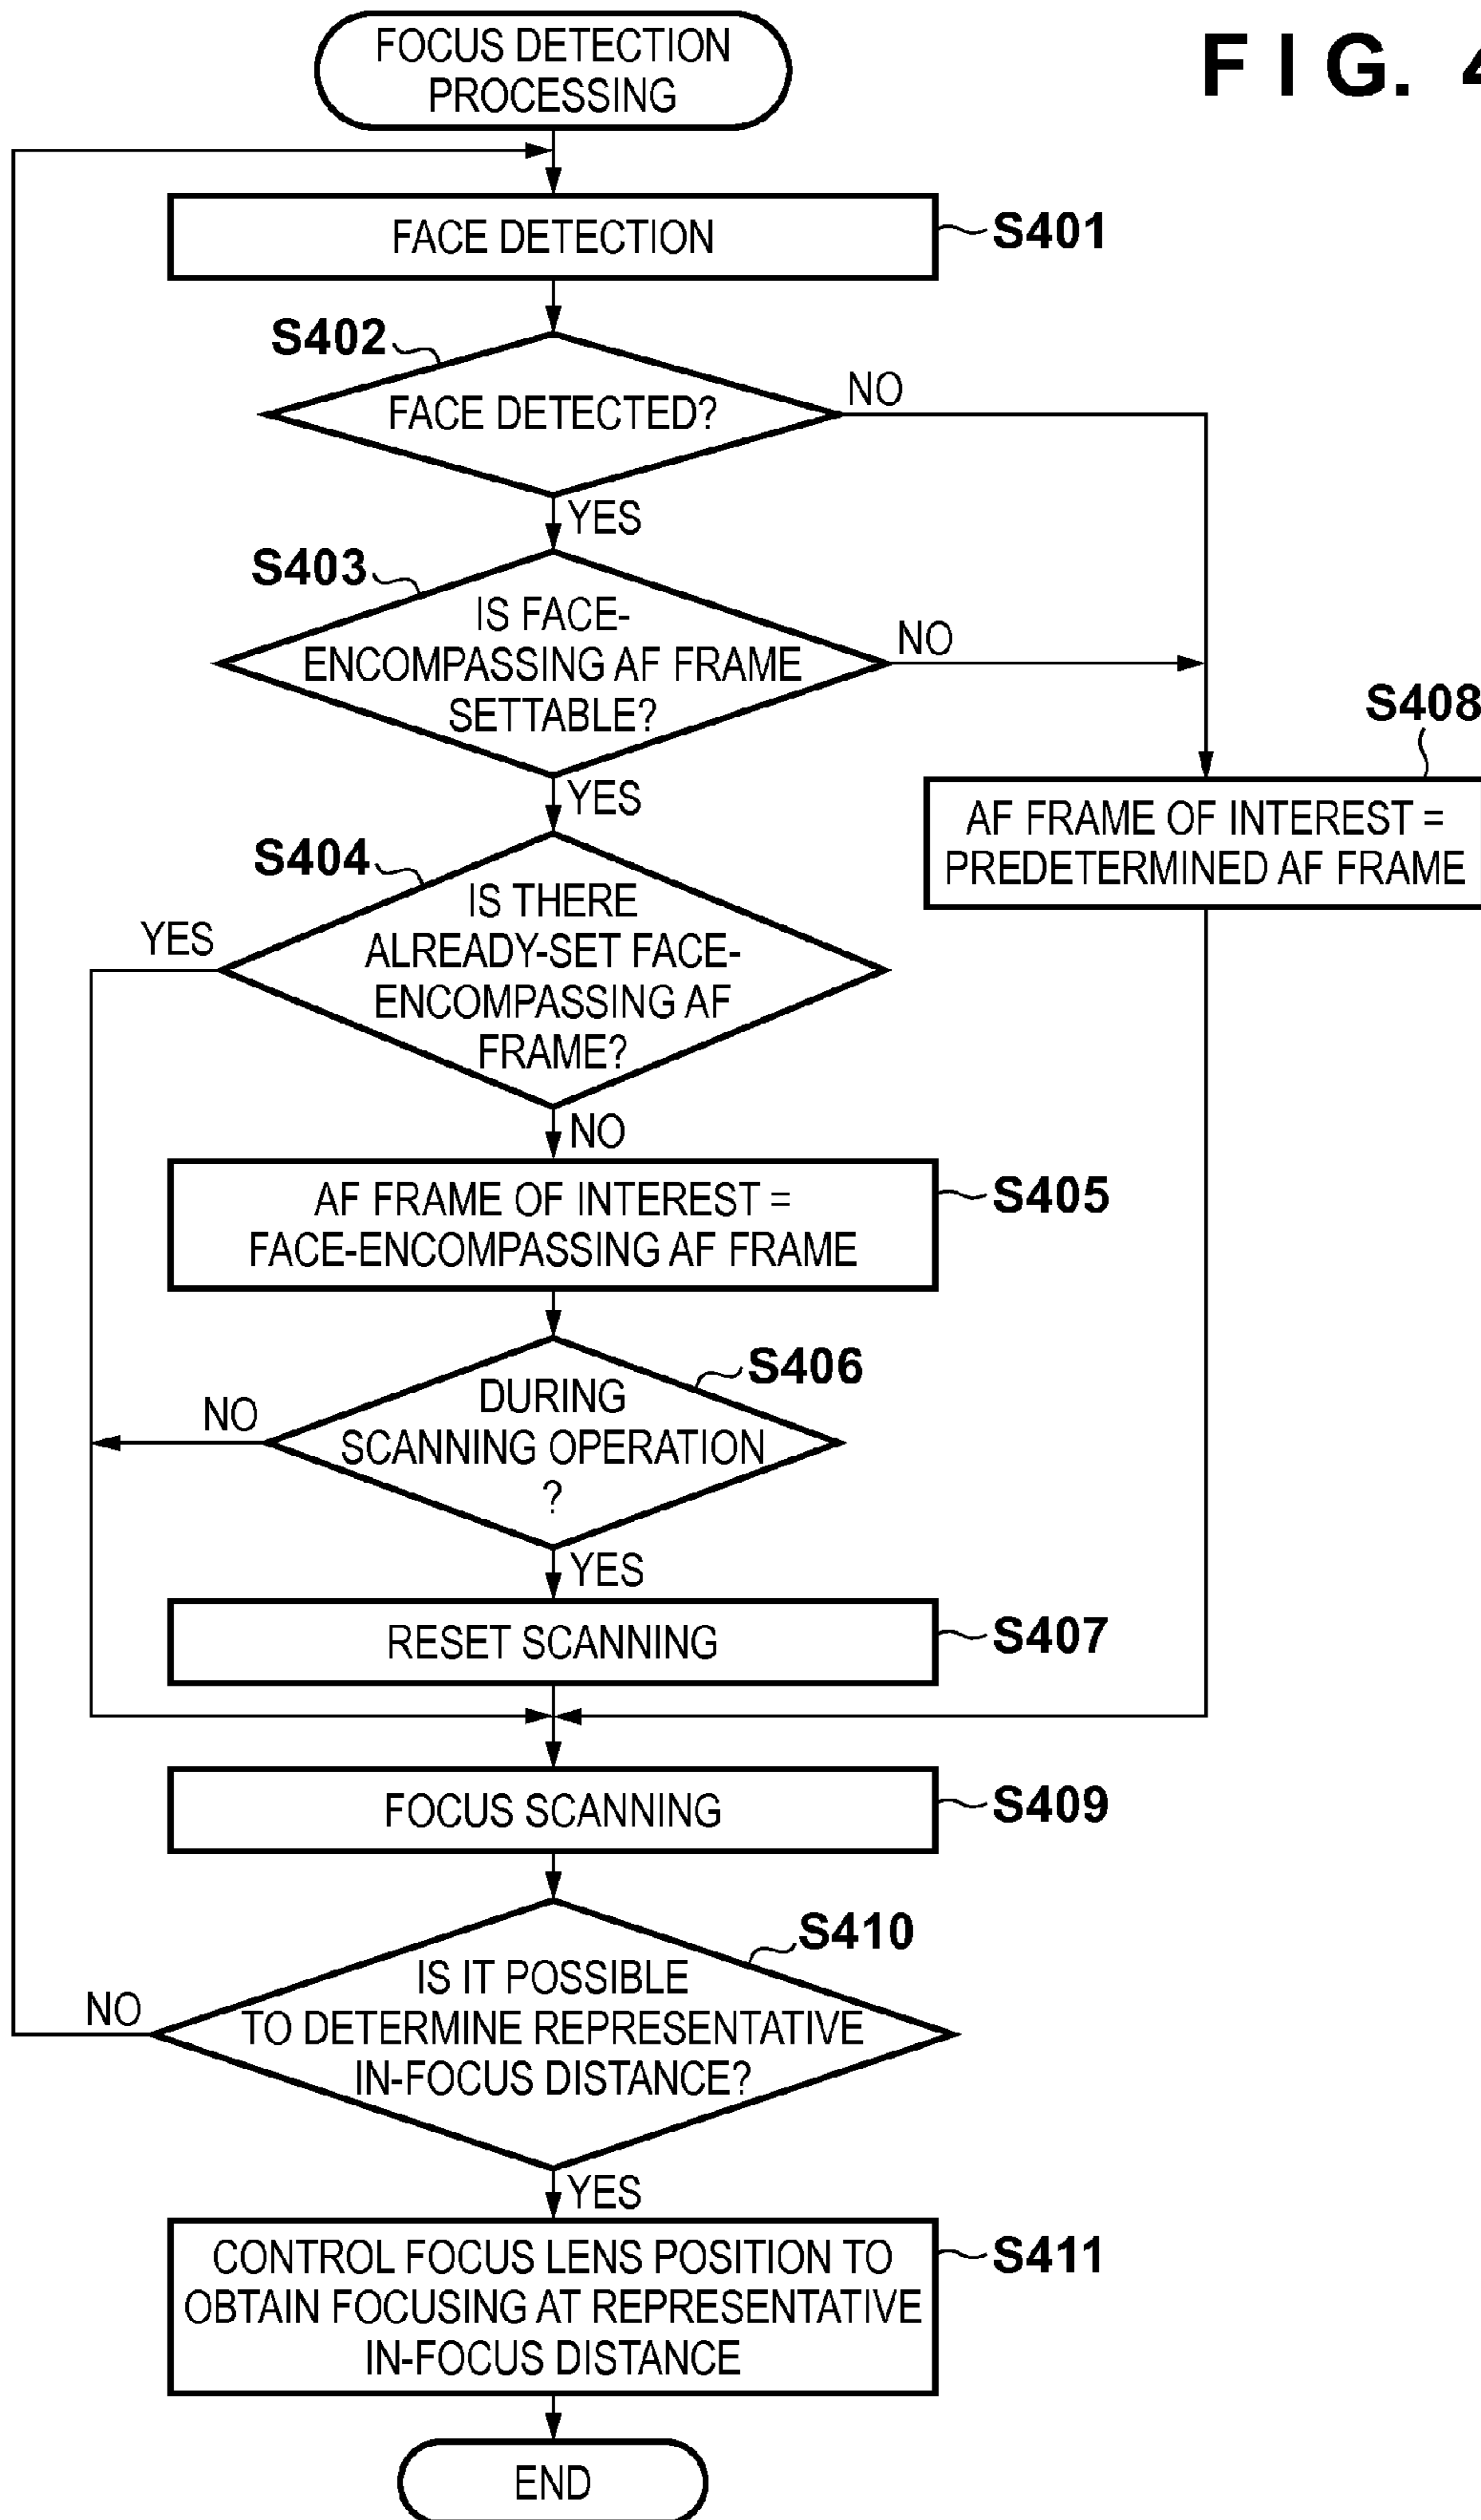 FOCUS DETECTION
PROCESSING
FIG. 4
FACE DETECTION
S401
S402
FACE DETECTED?
NO
YES
S403
IS FACE-
ENCOMPASSING AF FRAME
SETTABLE?
NO
YES
S408
AF FRAME OF INTEREST =
PREDETERMINED AF FRAME
S404
IS THERE
ALREADY-SET FACE-
ENCOMPASSING AF
FRAME?
YES
NO
AF FRAME OF INTEREST =
FACE-ENCOMPASSING AF FRAME
S405
S406
DURING
SCANNING OPERATION
?
NO
YES
RESET SCANNING
S407
FOCUS SCANNING
S409
S410
IS IT POSSIBLE
TO DETERMINE REPRESENTATIVE
IN-FOCUS DISTANCE?
NO
YES
CONTROL FOCUS LENS POSITION TO
OBTAIN FOCUSING AT REPRESENTATIVE
IN-FOCUS DISTANCE
S411
END